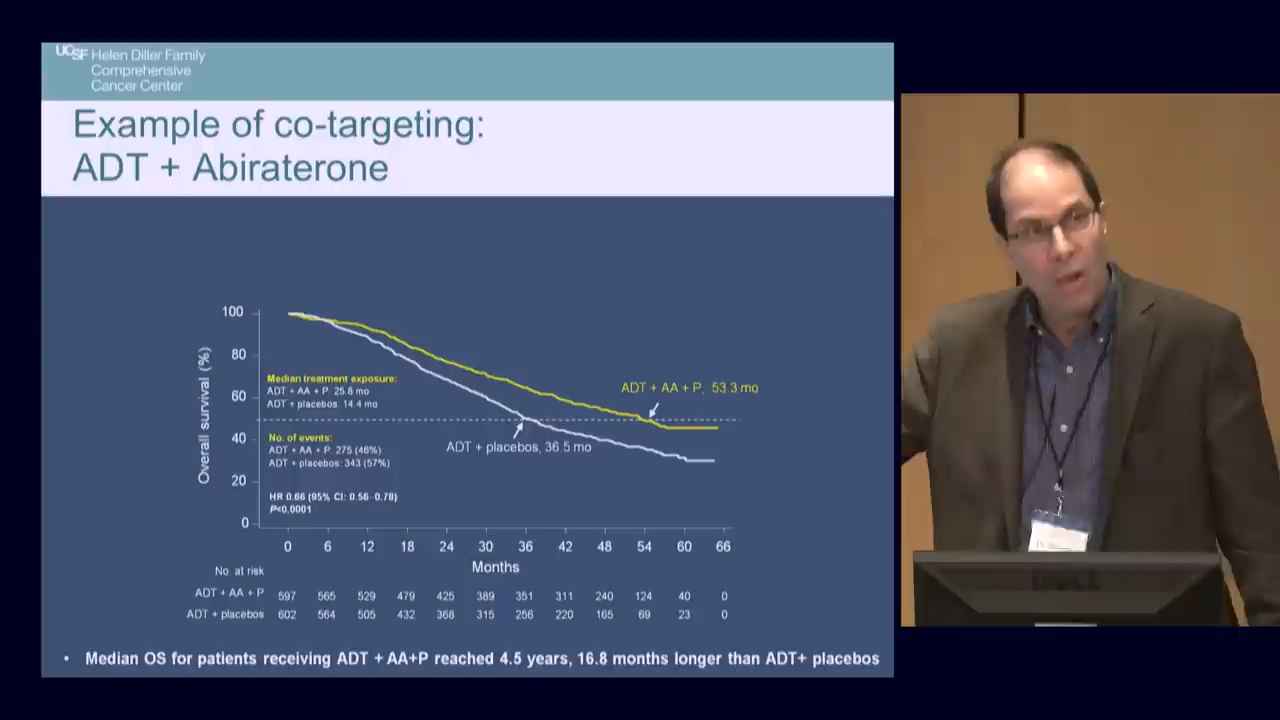 UCSF Helen Diller Family
Comprehensive
Cancer Center
Example of co-targeting:
ADT + Abiraterone
Overall survival (%)
100
80
60
40
20
0
Median treatment exposure:
ADT + AA + P: 25.8 mo
ADT + placebos: 14.4 mo
No. of events:
ADT + AA + P: 275 (46%)
ADT + placebos: 343 (57%)
HR 0.66 (95% CI: 0.56–0.78)
P<0.0001
ADT + AA + P, 53.3 mo
ADT + placebos, 36.5 mo
0 6 12 18 24 30 36 42 48 54 60 66
Months
No. at risk
ADT + AA + P 597 565 529 479 425 389 351 311 240 124 40 0
ADT + placebos 602 564 505 432 368 315 256 220 165 69 23 0
• Median OS for patients receiving ADT + AA+P reached 4.5 years, 16.8 months longer than ADT+ placebos
DELL